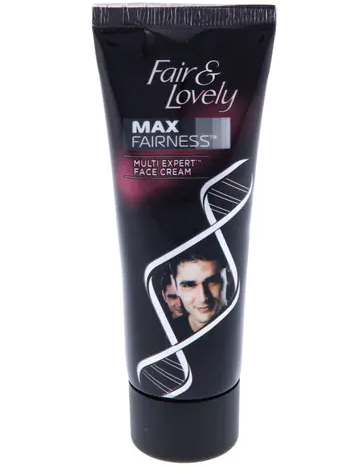 Fair &
Lovely
MAX
FAIRNESS™
MULTI EXPERT™
FACE CREAM